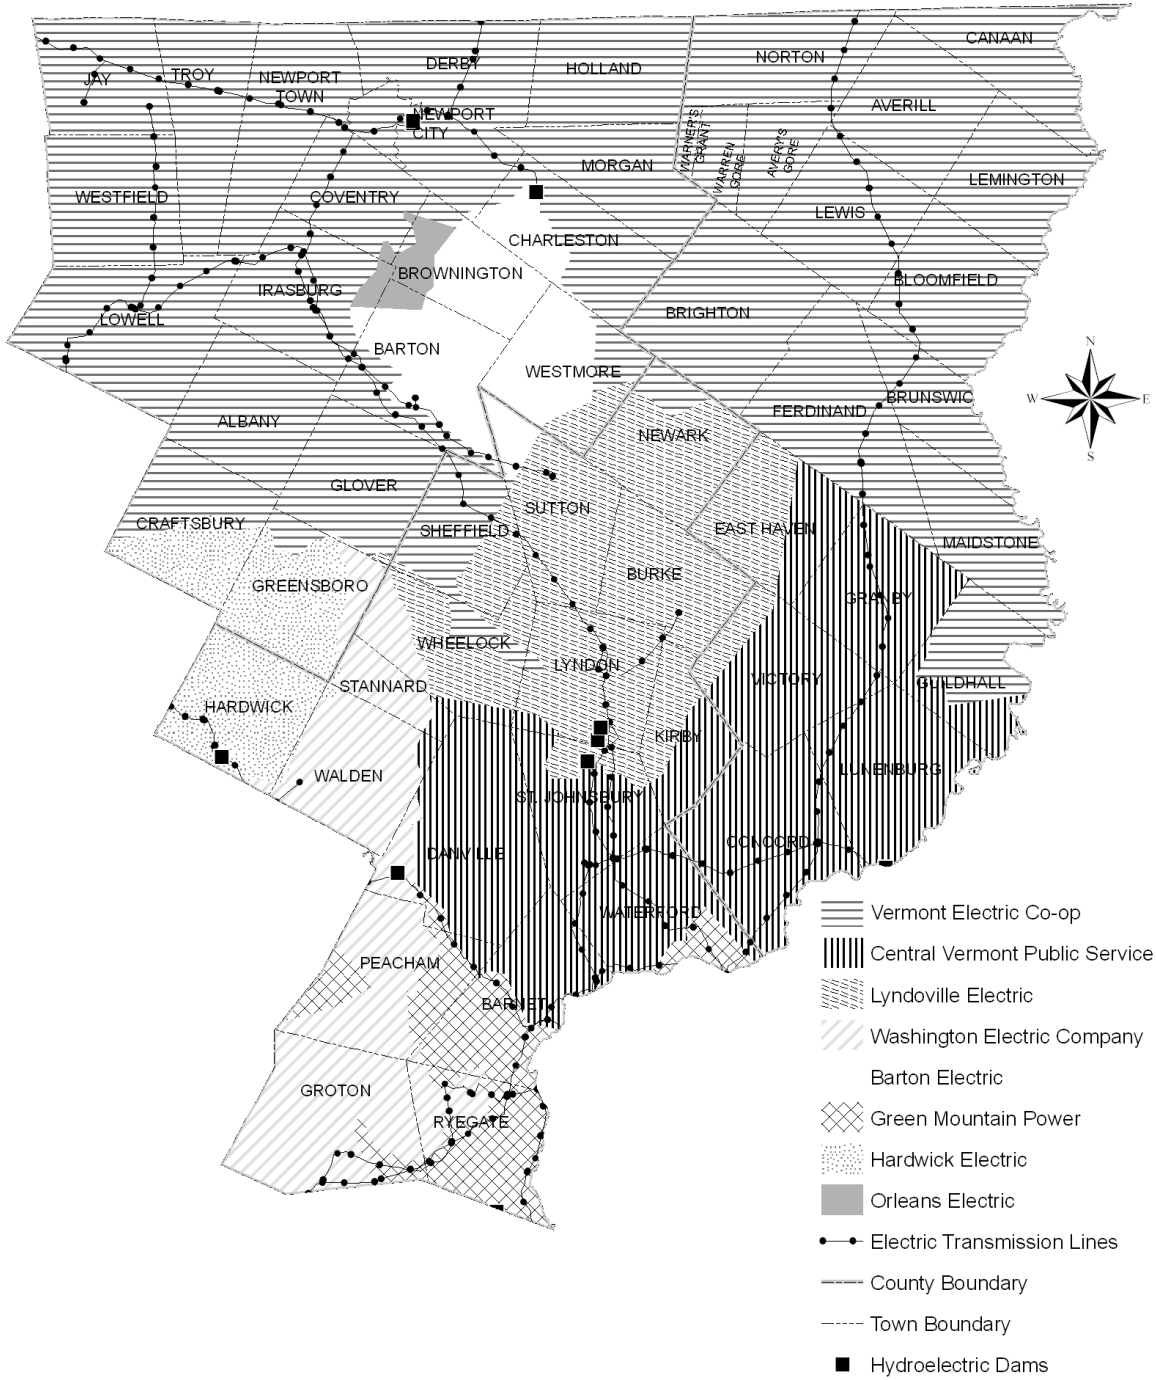 CANAAN
NORTON
DERBY
HOLLAND
TROY
JAY
NEWPORT
TOWN
AVERILL
NEWPORT
CITY
WARNER'S
GRANT
WARREN
GORE
AVERY'S
GORE
MORGAN
LEMINGTON
WESTFIELD
COVENTRY
LEWIS
CHARLESTON
BROWNINGTON
BLOOMFIELD
IRASBURG
LOWELL
BRIGHTON
BARTON
WESTMORE
N
W
E
S
BRUNSWIC
FERDINAND
ALBANY
NEWARK
GLOVER
SUTTON
CRAFTSBURY
SHEFFIELD
EAST HAVEN
MAIDSTONE
GREENSBORO
BURKE
GRANBY
WHEELOCK
LYNDON
STANNARD
VICTORY
GUILDHALL
HARDWICK
KIRBY
WALDEN
LUNENBURG
ST. JOHNSBURY
DANVILLE
CONCORD
WATERFORD
PEACHAM
BARNET
GROTON
RYEGATE
Vermont Electric Co-op
Central Vermont Public Service
Lyndoville Electric
Washington Electric Company
Barton Electric
Green Mountain Power
Hardwick Electric
Orleans Electric
Electric Transmission Lines
County Boundary
Town Boundary
Hydroelectric Dams